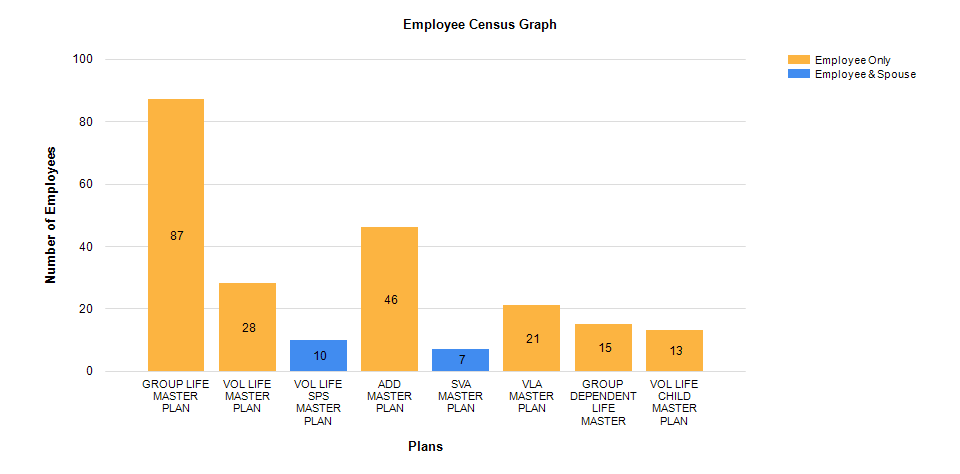 Employee Census Graph
Employee Only
Employee & Spouse
Number of Employees
100
80
60
40
20
0
87
28
10
46
7
21
15
13
GROUP LIFE
MASTER
PLAN
VOL LIFE
MASTER
PLAN
VOL LIFE
SPS
MASTER
PLAN
ADD
MASTER
PLAN
SVA
MASTER
PLAN
VLA
MASTER
PLAN
GROUP
DEPENDENT
LIFE
MASTER
VOL LIFE
CHILD
MASTER
PLAN
Plans